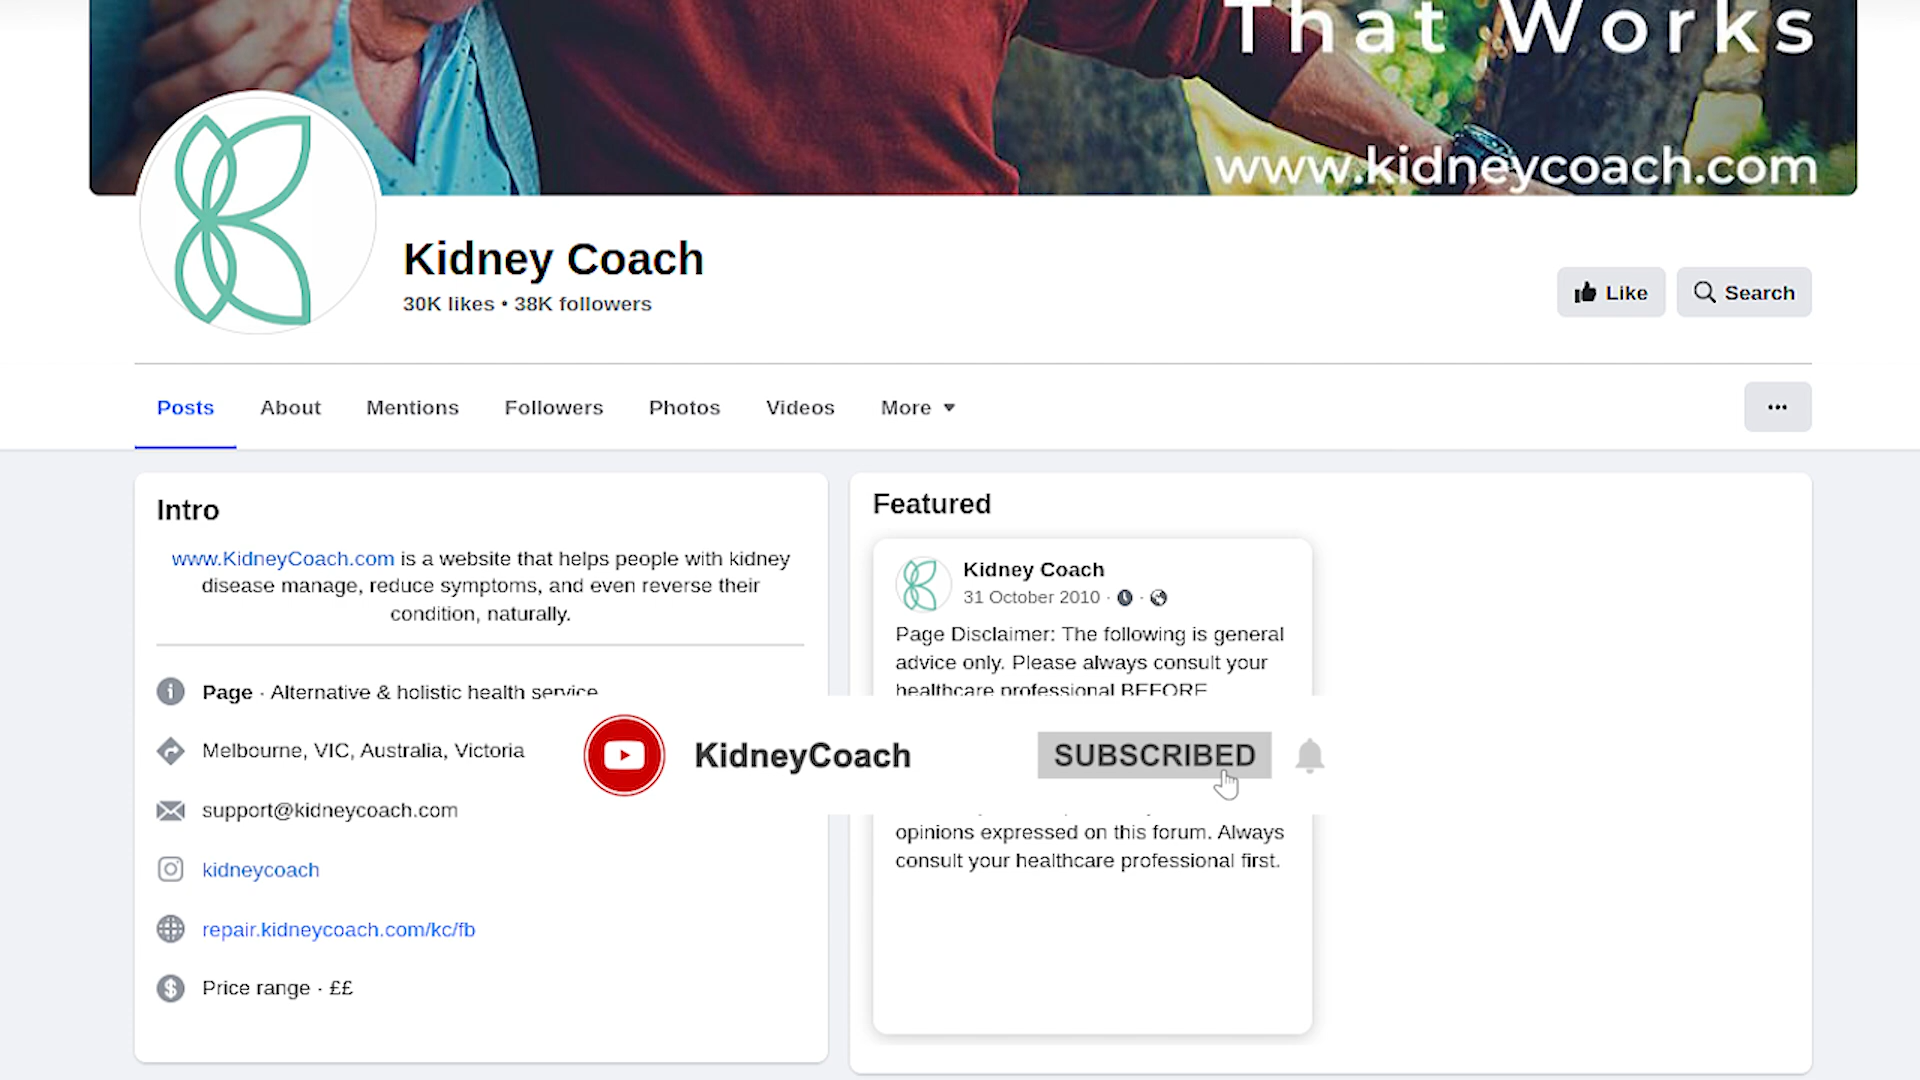 That Works
www.kidneycoach.com
Kidney Coach
30K likes • 38K followers
Like
Search
Posts
About
Mentions
Followers
Photos
Videos
More
Intro
www.KidneyCoach.com is a website that helps people with kidney
disease manage, reduce symptoms, and even reverse their
condition, naturally.
Page · Alternative & holistic health service
Melbourne, VIC, Australia, Victoria
support@kidneycoach.com
kidneycoach
repair.kidneycoach.com/kc/fb
Price range · ££
Featured
Kidney Coach
31 October 2010
Page Disclaimer: The following is general
advice only. Please always consult your
healthcare professional BEFORE
KidneyCoach
SUBSCRIBED
opinions expressed on this forum. Always
consult your healthcare professional first.